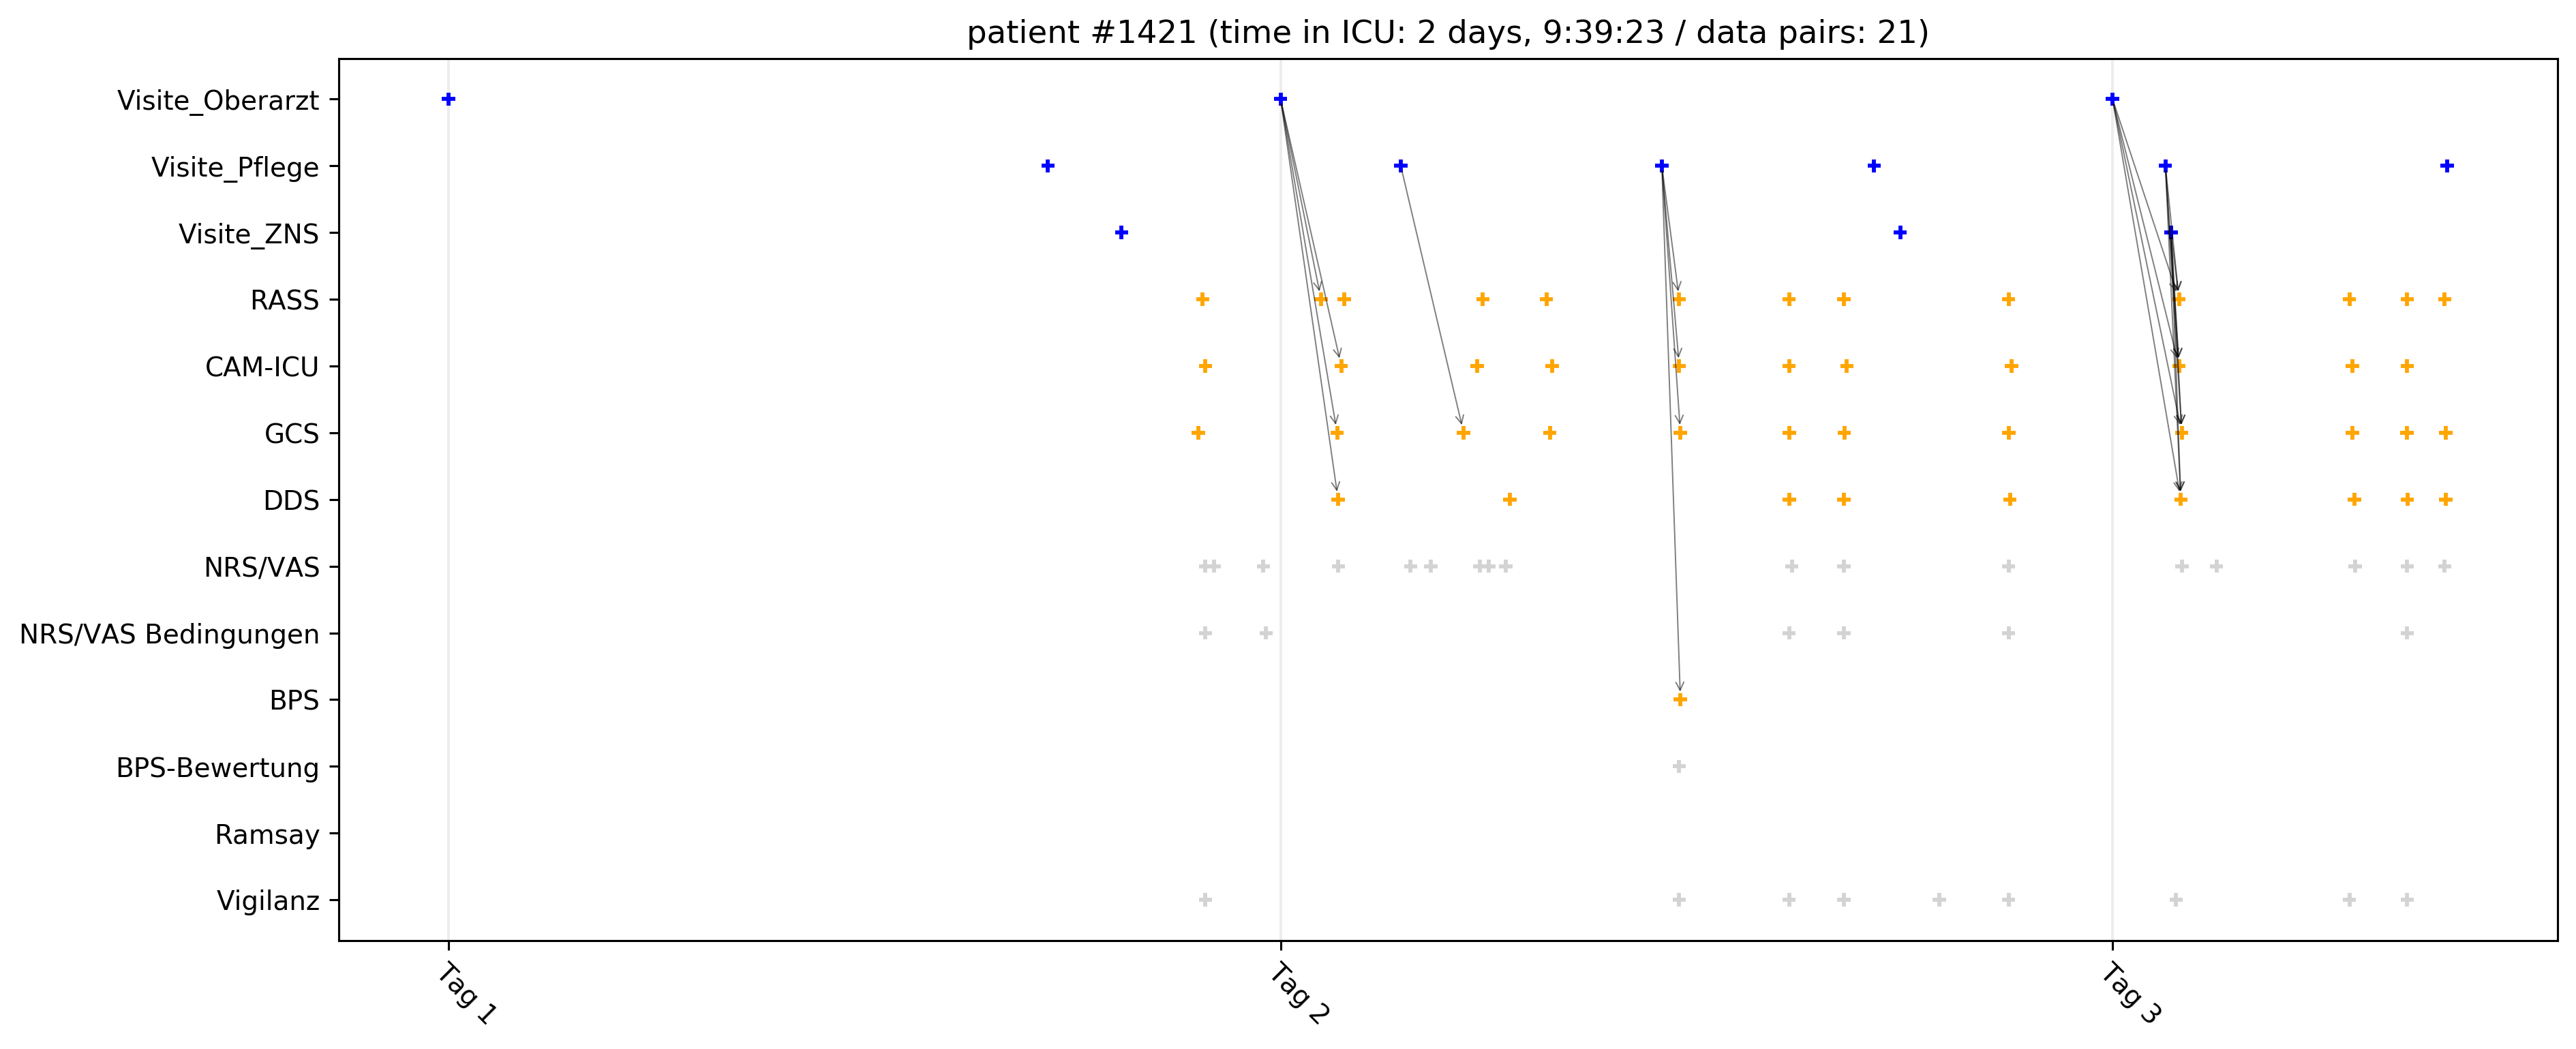 patient #1421 (time in ICU: 2 days, 9:39:23 / data pairs: 21)
Visite_Oberarzt
Visite_Pflege
Visite_ZNS
RASS
CAM-ICU
GCS
DDS
NRS/VAS
NRS/VAS Bedingungen
BPS
BPS-Bewertung
Ramsay
Vigilanz
Tag 1
Tag 2
Tag 3